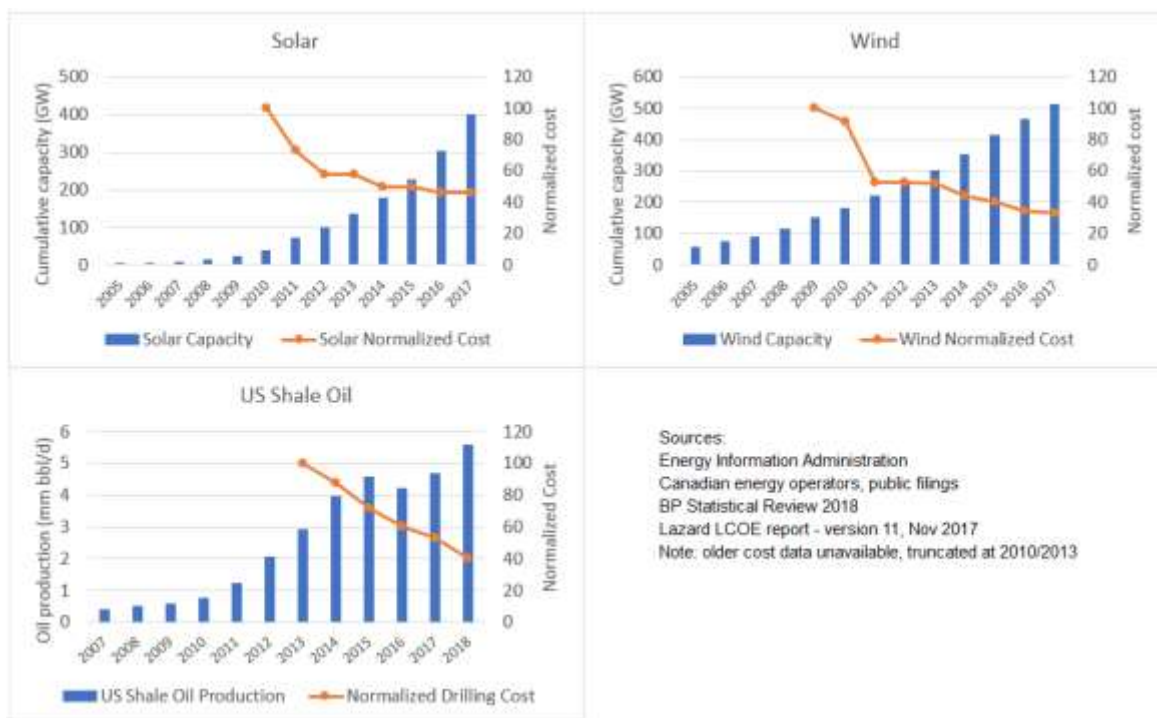 Solar
Cumulative capacity (GW)
500
400
300
200
100
0
120
100
80
60
40
20
0
Normalized cost
2005 2006 2007 2008 2009 2010 2011 2012 2013 2014 2015 2016 2017
Solar Capacity Solar Normalized Cost
Wind
Cumulative capacity (GW)
600
500
400
300
200
100
0
120
100
80
60
40
20
0
Normalized cost
2005 2006 2007 2008 2009 2010 2011 2012 2013 2014 2015 2016 2017
Wind Capacity Wind Normalized Cost
US Shale Oil
Oil production (mm bbl/d)
6
5
4
3
2
1
0
120
100
80
60
40
20
0
Normalized Cost
2007 2008 2009 2010 2011 2012 2013 2014 2015 2016 2017 2018
US Shale Oil Production Normalized Drilling Cost
Sources:
Energy Information Administration
Canadian energy operators, public filings
BP Statistical Review 2018
Lazard LCOE report - version 11, Nov 2017
Note: older cost data unavailable, truncated at 2010/2013